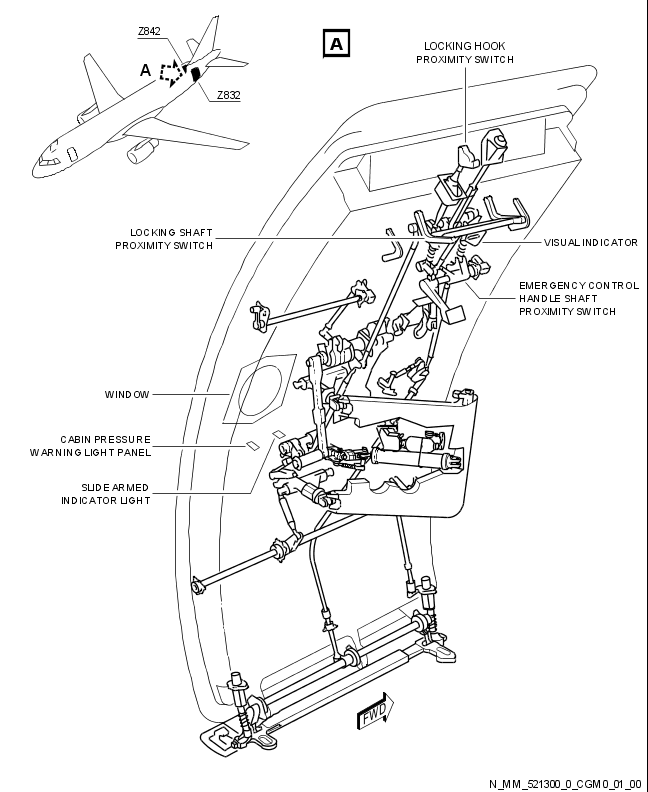 Z842
A
A
Z832
LOCKING HOOK
PROXIMITY SWITCH
LOCKING SHAFT
PROXIMITY SWITCH
VISUAL INDICATOR
EMERGENCY CONTROL
HANDLE SHAFT
PROXIMITY SWITCH
WINDOW
CABIN PRESSURE
WARNING LIGHT PANEL
SLIDE ARMED
INDICATOR LIGHT
FWD
N_MM_521300_0_CGM0_01_00